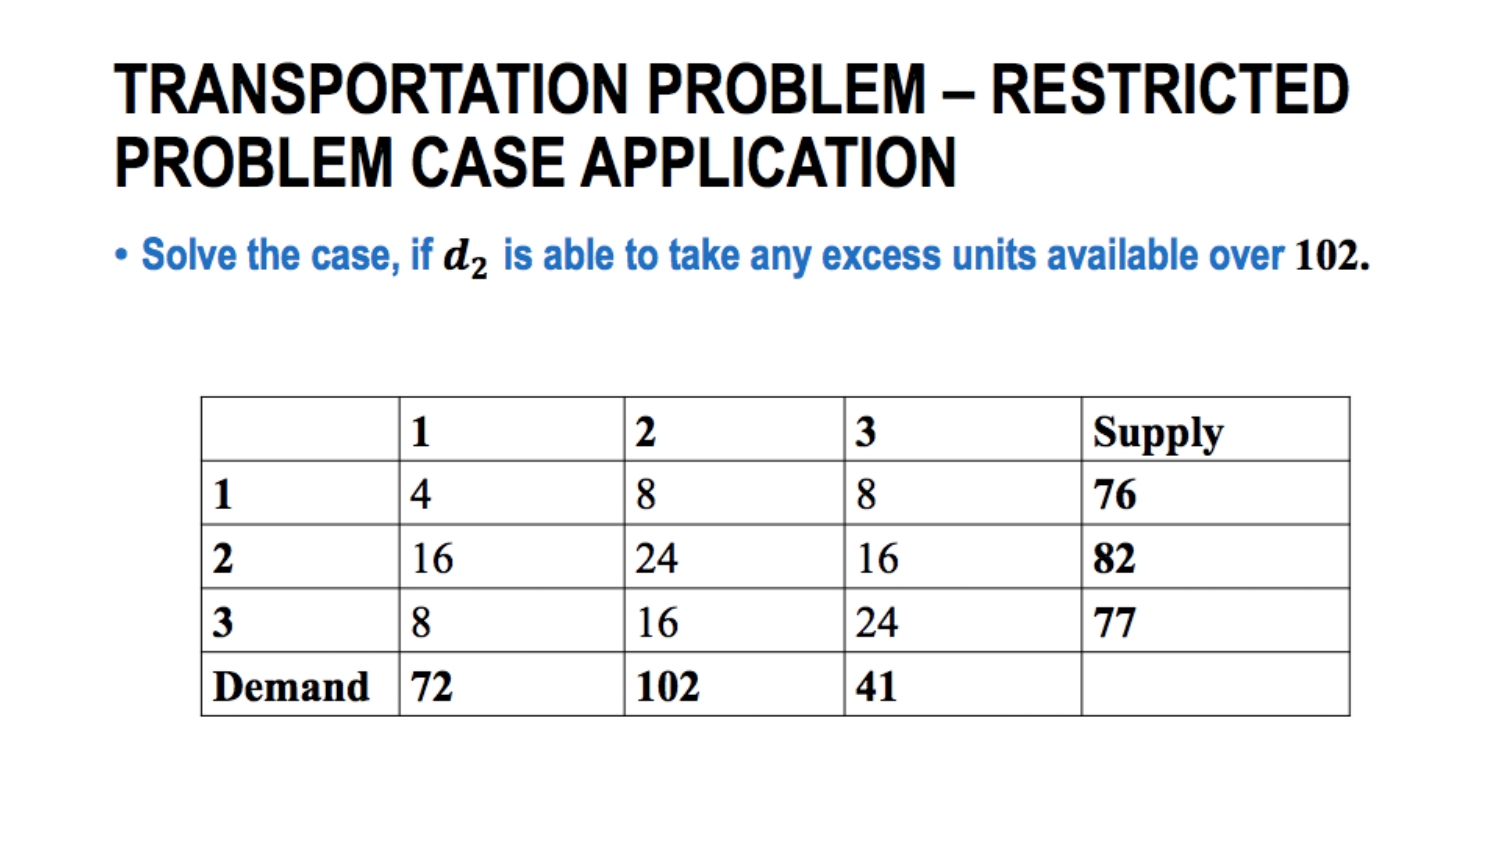 TRANSPORTATION PROBLEM – RESTRICTED
PROBLEM CASE APPLICATION
• Solve the case, if d₂ is able to take any excess units available over 102.
1 2 3 Supply
1 4 8 8 76
2 16 24 16 82
3 8 16 24 77
Demand 72 102 41